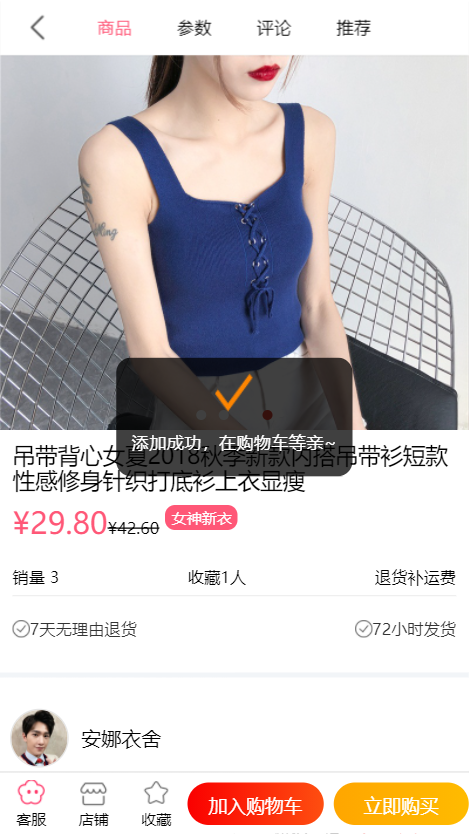 商品 参数 评论 推荐
添加成功，在购物车等亲~
吊带背心女夏2018秋季新款内搭吊带衫短款
性感修身针织打底衫上衣显瘦
¥29.80 ¥42.60 女神新衣
销量 3 收藏1人 退货补运费
7天无理由退货 72小时发货
安娜衣舍
客服 店铺 收藏 加入购物车 立即购买